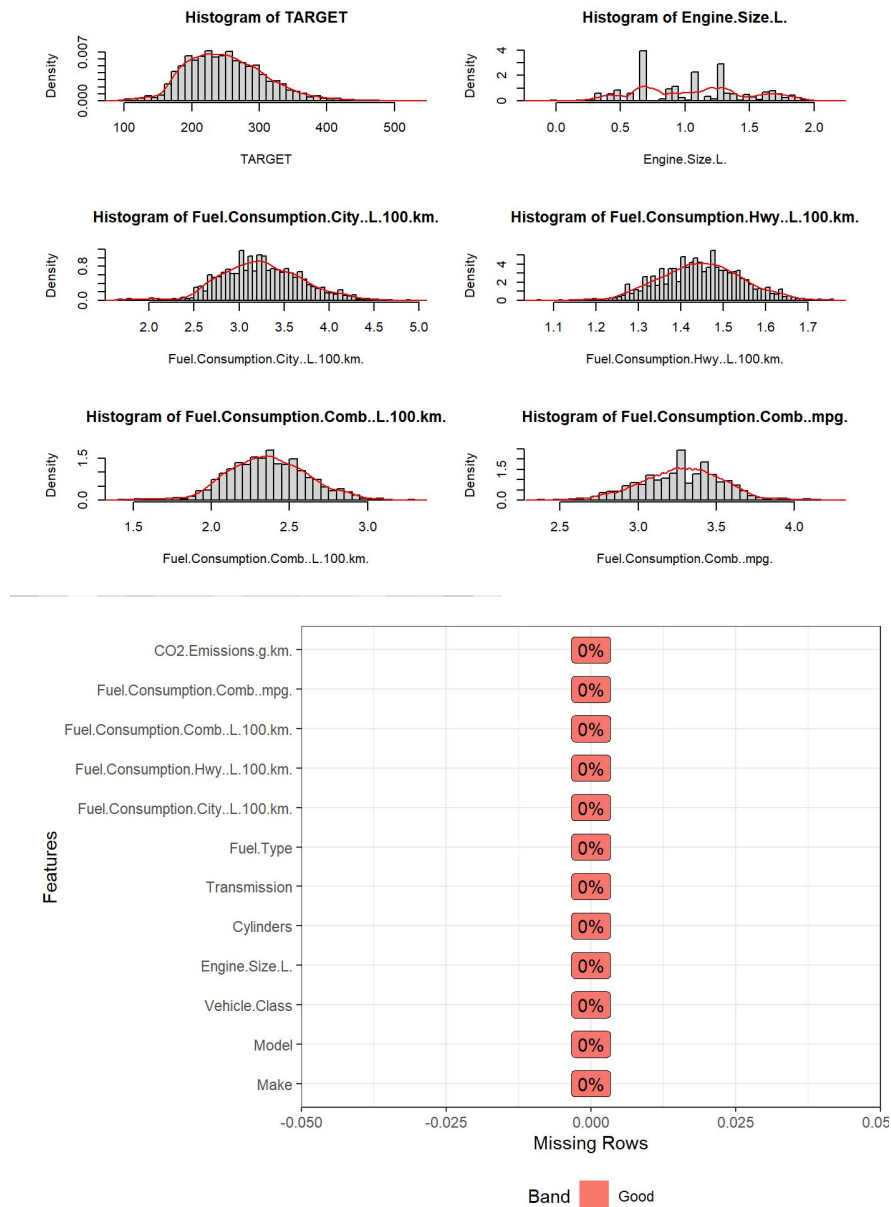 Histogram of TARGET
Density
0.000 0.007
100 200 300 400 500
TARGET
Histogram of Engine.Size.L.
Density
0 2 4
0.0 0.5 1.0 1.5 2.0
Engine.Size.L.
Histogram of Fuel.Consumption.City..L.100.km.
Density
0.0 0.8
2.0 2.5 3.0 3.5 4.0 4.5 5.0
Fuel.Consumption.City..L.100.km.
Histogram of Fuel.Consumption.Hwy..L.100.km.
Density
0 2 4
1.1 1.2 1.3 1.4 1.5 1.6 1.7
Fuel.Consumption.Hwy..L.100.km.
Histogram of Fuel.Consumption.Comb..L.100.km.
Density
0.0 1.5
1.5 2.0 2.5 3.0
Fuel.Consumption.Comb..L.100.km.
Histogram of Fuel.Consumption.Comb..mpg.
Density
0.0 1.5
2.5 3.0 3.5 4.0
Fuel.Consumption.Comb..mpg.
Features
CO2.Emissions.g.km. 0%
Fuel.Consumption.Comb..mpg. 0%
Fuel.Consumption.Comb..L.100.km. 0%
Fuel.Consumption.Hwy..L.100.km. 0%
Fuel.Consumption.City..L.100.km. 0%
Fuel.Type 0%
Transmission 0%
Cylinders 0%
Engine.Size.L. 0%
Vehicle.Class 0%
Model 0%
Make 0%
-0.050 -0.025 0.000 0.025 0.05
Missing Rows
Band Good